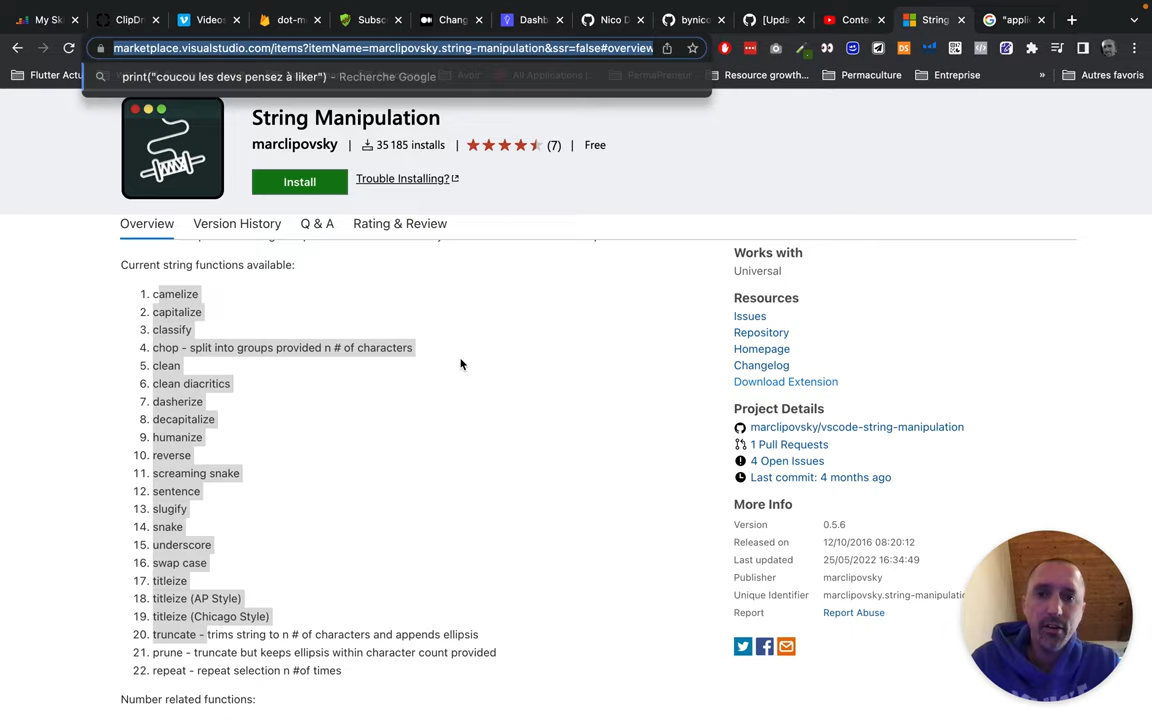 My Sk
ClipDr
Videos
dot-m
Subsc
Chang
Dashb
Nico D
bynico
[Upda
Conte
String
"appli
marketplace.visualstudio.com/items?itemName=marclipovsky.string-manipulation&ssr=false#overview
Flutter Actu
print("coucou les devs pensez à liker") - Recherche Google
Resource growth...
Permaculture
Entreprise
»
Autres favoris
String Manipulation
marclipovsky | 35 185 installs | (7) | Free
Install
Trouble Installing?
Overview
Version History
Q & A
Rating & Review
Current string functions available:
1. camelize
2. capitalize
3. classify
4. chop - split into groups provided n # of characters
5. clean
6. clean diacritics
7. dasherize
8. decapitalize
9. humanize
10. reverse
11. screaming snake
12. sentence
13. slugify
14. snake
15. underscore
16. swap case
17. titleize
18. titleize (AP Style)
19. titleize (Chicago Style)
20. truncate - trims string to n # of characters and appends ellipsis
21. prune - truncate but keeps ellipsis within character count provided
22. repeat - repeat selection n #of times
Number related functions:
Works with
Universal
Resources
Issues
Repository
Homepage
Changelog
Download Extension
Project Details
marclipovsky/vscode-string-manipulation
1 Pull Requests
4 Open Issues
Last commit: 4 months ago
More Info
Version 0.5.6
Released on 12/10/2016 08:20:12
Last updated 25/05/2022 16:34:49
Publisher marclipovsky
Unique Identifier marclipovsky.string-manipulatio
Report Report Abuse